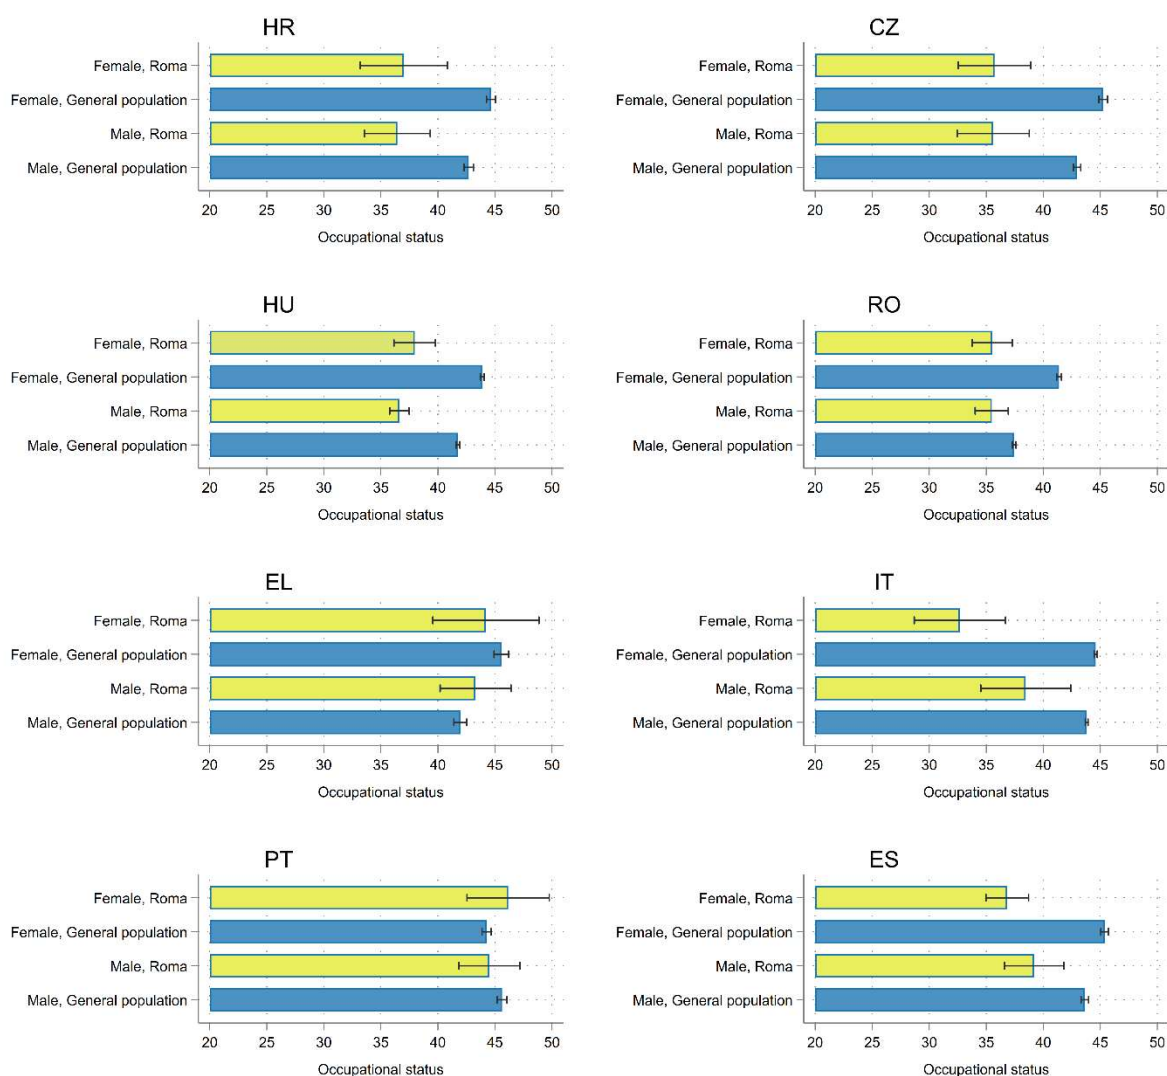 HR
Female, Roma
Female, General population
Male, Roma
Male, General population
20 25 30 35 40 45 50
Occupational status
CZ
Female, Roma
Female, General population
Male, Roma
Male, General population
20 25 30 35 40 45 50
Occupational status
HU
Female, Roma
Female, General population
Male, Roma
Male, General population
20 25 30 35 40 45 50
Occupational status
RO
Female, Roma
Female, General population
Male, Roma
Male, General population
20 25 30 35 40 45 50
Occupational status
EL
Female, Roma
Female, General population
Male, Roma
Male, General population
20 25 30 35 40 45 50
Occupational status
IT
Female, Roma
Female, General population
Male, Roma
Male, General population
20 25 30 35 40 45 50
Occupational status
PT
Female, Roma
Female, General population
Male, Roma
Male, General population
20 25 30 35 40 45 50
Occupational status
ES
Female, Roma
Female, General population
Male, Roma
Male, General population
20 25 30 35 40 45 50
Occupational status